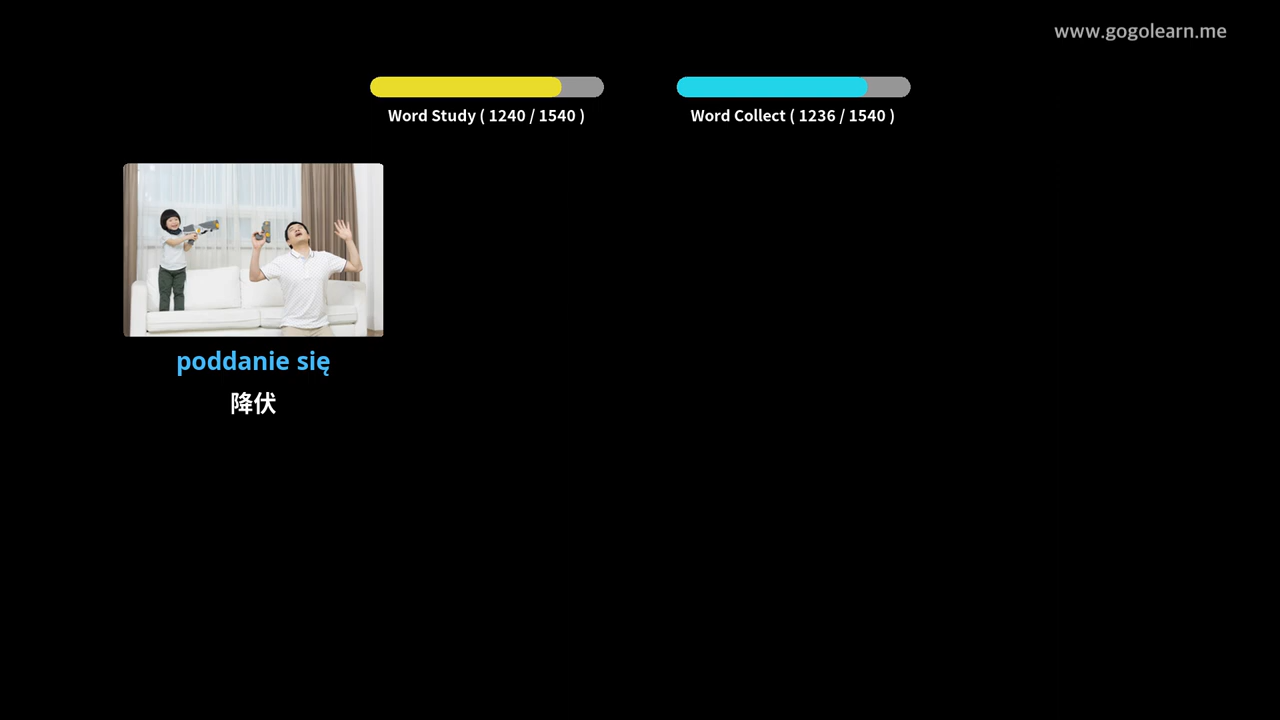 www.gogolearn.me
Word Study ( 1240 / 1540 )
Word Collect ( 1236 / 1540 )
poddanie się
降伏